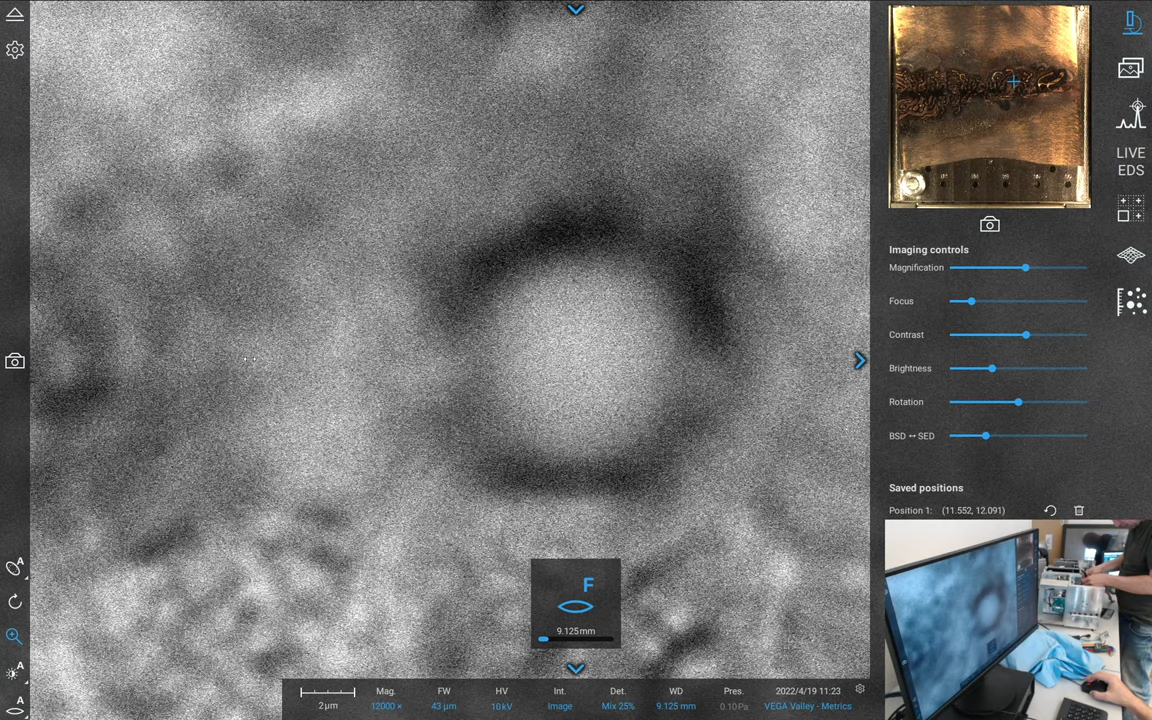 LIVE
EDS
Imaging controls
Magnification
Focus
Contrast
Brightness
Rotation
BSD ↔ SED
Saved positions
Position 1: (11.552, 12.091)
A
A
A
F
9.125 mm
2 µm
Mag.
12000 ×
FW
43 µm
HV
10 kV
Int.
Image
Det.
Mix 25%
WD
9.125 mm
Pres.
0.10 Pa
2022/4/19 11:23
VEGA Valley - Metrics